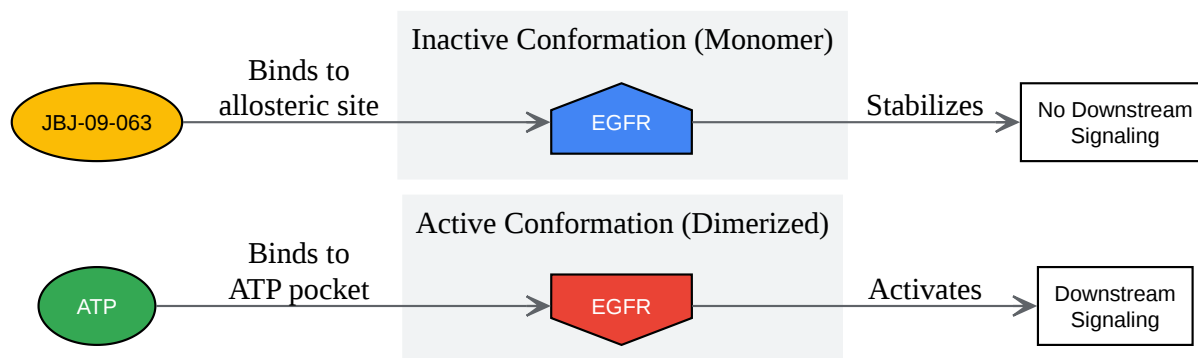 Inactive Conformation (Monomer)
Binds to
allosteric site
JBJ-09-063
EGFR
Stabilizes
No Downstream
Signaling
Active Conformation (Dimerized)
Binds to
ATP pocket
ATP
EGFR
Activates
Downstream
Signaling